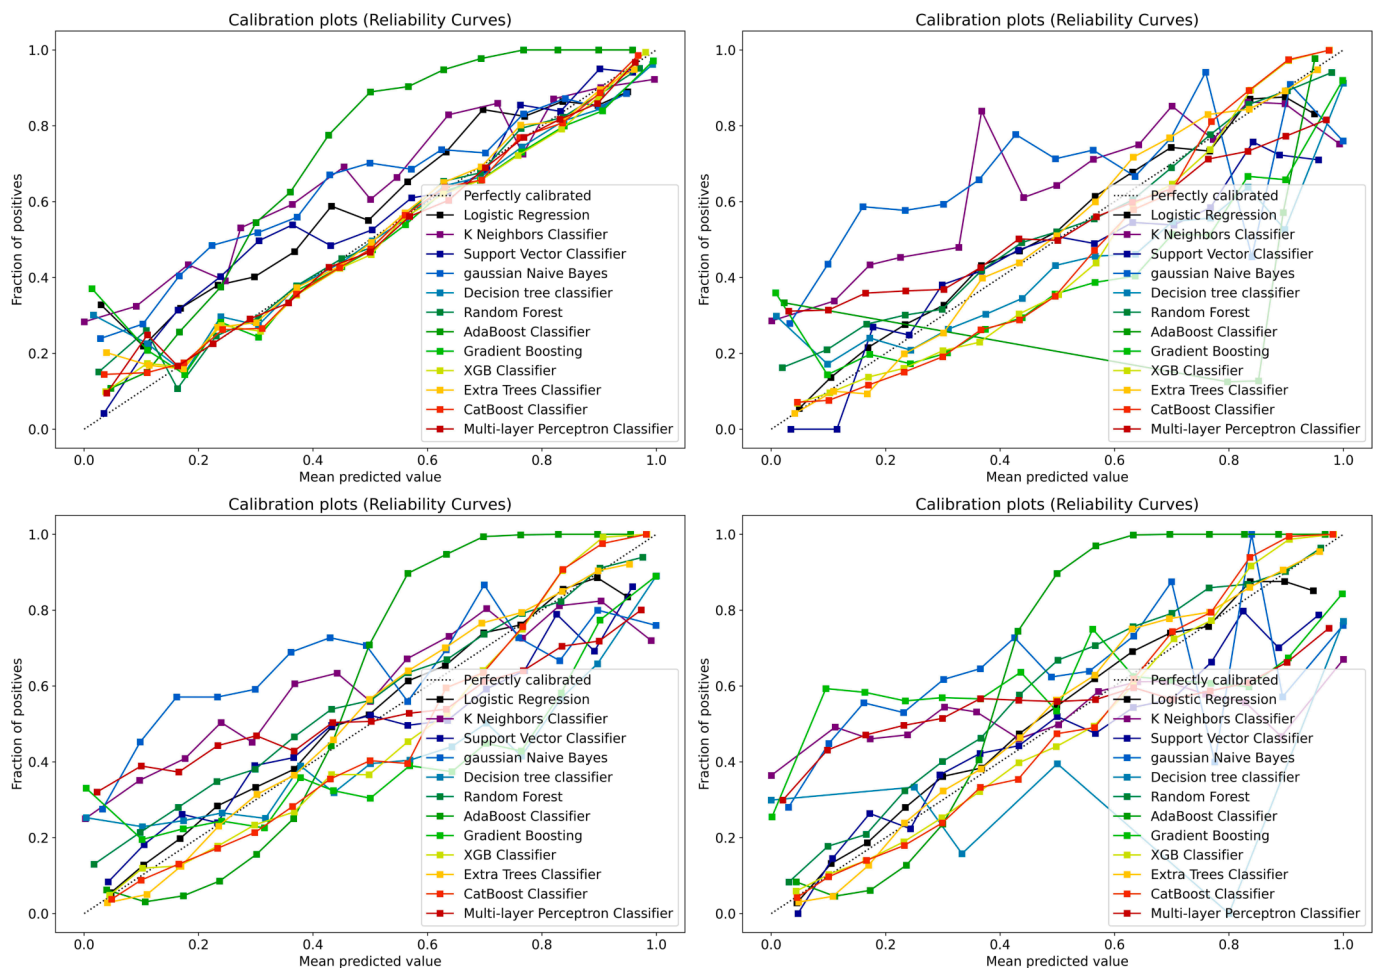 Calibration plots (Reliability Curves)
Fraction of positives
1.0
0.8
0.6
0.4
0.2
0.0
Perfectly calibrated
Logistic Regression
K Neighbors Classifier
Support Vector Classifier
gaussian Naive Bayes
Decision tree classifier
Random Forest
AdaBoost Classifier
Gradient Boosting
XGB Classifier
Extra Trees Classifier
CatBoost Classifier
Multi-layer Perceptron Classifier
0.0 0.2 0.4 0.6 0.8 1.0
Mean predicted value
Calibration plots (Reliability Curves)
Fraction of positives
1.0
0.8
0.6
0.4
0.2
0.0
Perfectly calibrated
Logistic Regression
K Neighbors Classifier
Support Vector Classifier
gaussian Naive Bayes
Decision tree classifier
Random Forest
AdaBoost Classifier
Gradient Boosting
XGB Classifier
Extra Trees Classifier
CatBoost Classifier
Multi-layer Perceptron Classifier
0.0 0.2 0.4 0.6 0.8 1.0
Mean predicted value
Calibration plots (Reliability Curves)
Fraction of positives
1.0
0.8
0.6
0.4
0.2
0.0
Perfectly calibrated
Logistic Regression
K Neighbors Classifier
Support Vector Classifier
gaussian Naive Bayes
Decision tree classifier
Random Forest
AdaBoost Classifier
Gradient Boosting
XGB Classifier
Extra Trees Classifier
CatBoost Classifier
Multi-layer Perceptron Classifier
0.0 0.2 0.4 0.6 0.8 1.0
Mean predicted value
Calibration plots (Reliability Curves)
Fraction of positives
1.0
0.8
0.6
0.4
0.2
0.0
Perfectly calibrated
Logistic Regression
K Neighbors Classifier
Support Vector Classifier
gaussian Naive Bayes
Decision tree classifier
Random Forest
AdaBoost Classifier
Gradient Boosting
XGB Classifier
Extra Trees Classifier
CatBoost Classifier
Multi-layer Perceptron Classifier
0.0 0.2 0.4 0.6 0.8 1.0
Mean predicted value